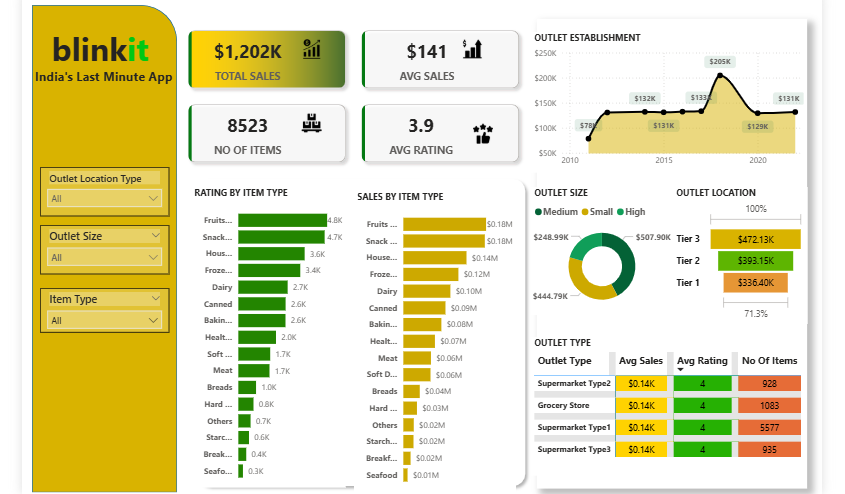 blinkit
India's Last Minute App
Outlet Location Type
All
Outlet Size
All
Item Type
All
$1,202K
TOTAL SALES
$141
AVG SALES
8523
NO OF ITEMS
3.9
AVG RATING
RATING BY ITEM TYPE
Fruits... 4.8K
Snack... 4.7K
Hous... 3.6K
Froze... 3.4K
Dairy 2.7K
Canned 2.6K
Bakin... 2.6K
Healt... 2.0K
Soft ... 1.7K
Meat 1.7K
Breads 1.0K
Hard ... 0.8K
Others 0.7K
Starc... 0.6K
Break... 0.4K
Seafo... 0.3K
SALES BY ITEM TYPE
Fruits ... $0.18M
Snack ... $0.18M
House... $0.14M
Froze... $0.12M
Dairy $0.10M
Canned $0.09M
Bakin... $0.08M
Healt... $0.07M
Meat $0.06M
Soft D... $0.06M
Breads $0.04M
Hard ... $0.03M
Others $0.02M
Starch... $0.02M
Breakf... $0.02M
Seafood $0.01M
OUTLET ESTABLISHMENT
$250K
$200K
$150K
$100K
$50K
$78K
$132K
$131K
$133K
$205K
$129K
$131K
2010 2015 2020
OUTLET SIZE
Medium Small High
$248.99K
$507.90K
$444.79K
OUTLET LOCATION
100%
Tier 3 $472.13K
Tier 2 $393.15K
Tier 1 $336.40K
71.3%
OUTLET TYPE
Outlet Type Avg Sales Avg Rating No Of Items
Supermarket Type2 $0.14K 4 928
Grocery Store $0.14K 4 1083
Supermarket Type1 $0.14K 4 5577
Supermarket Type3 $0.14K 4 935